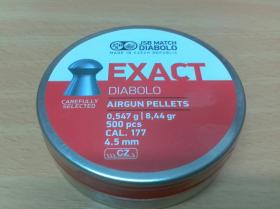 JSB MATCH
DIABOLO
MADE IN CZECH REPUBLIC
EXACT
DIABOLO
CAREFULLY
SELECTED
AIRGUN PELLETS
0,547 g | 8,44 gr
500 pcs
CAL. 177
4.5 mm
CZ